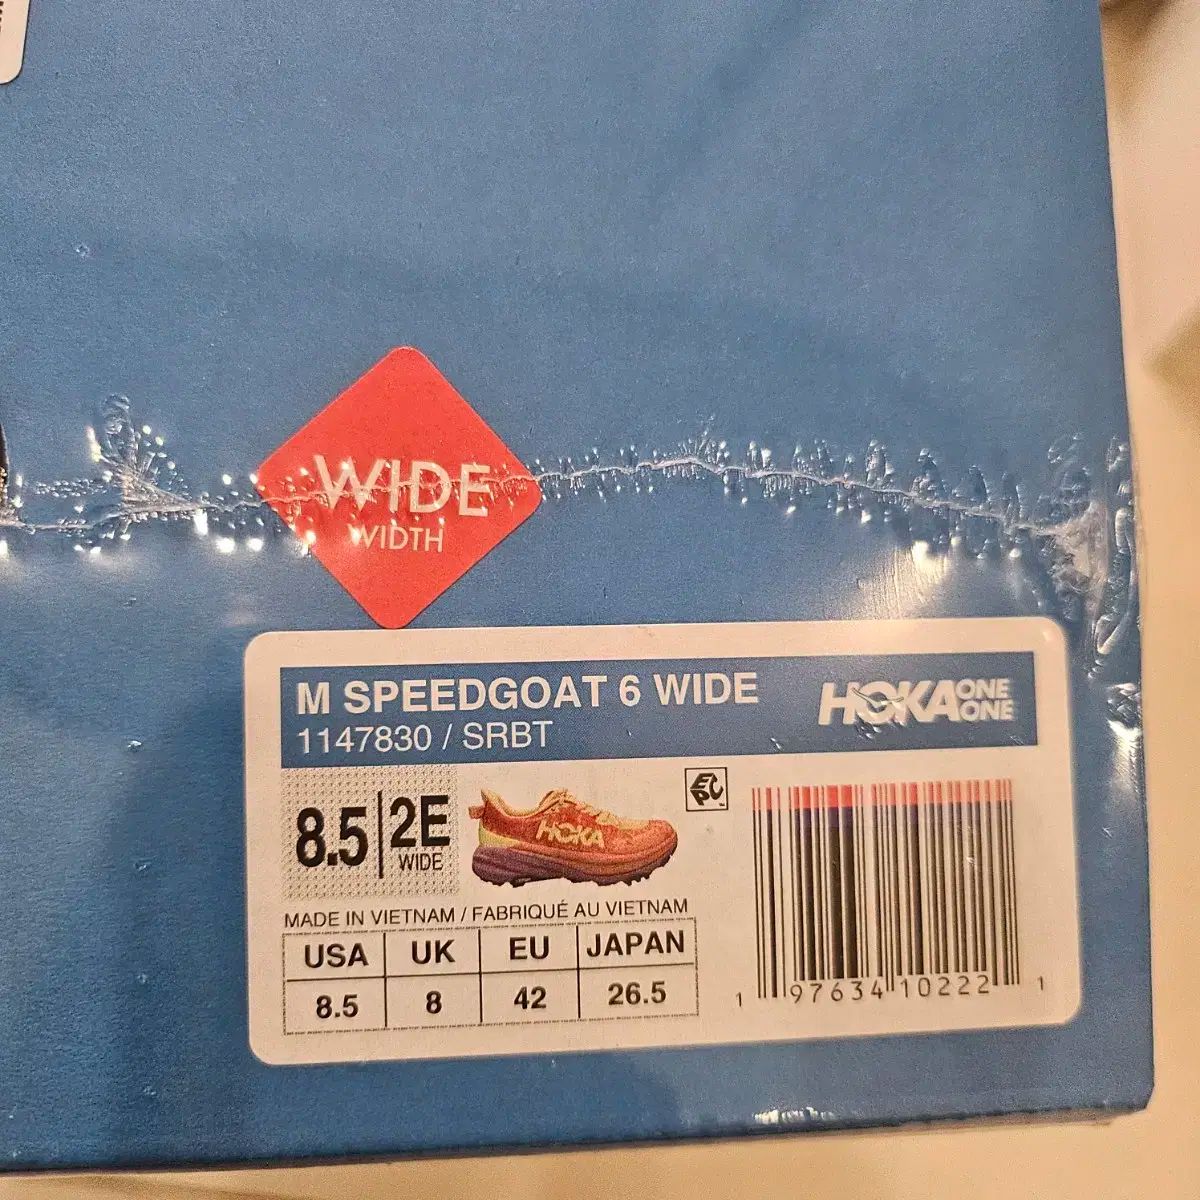 WIDE
WIDTH
M SPEEDGOAT 6 WIDE
1147830 / SRBT
HOKA ONE ONE
8.5 2E
WIDE
HOKA
EPC
MADE IN VIETNAM / FABRIQUÉ AU VIETNAM
USA UK EU JAPAN
8.5 8 42 26.5
1 97634 10222 1